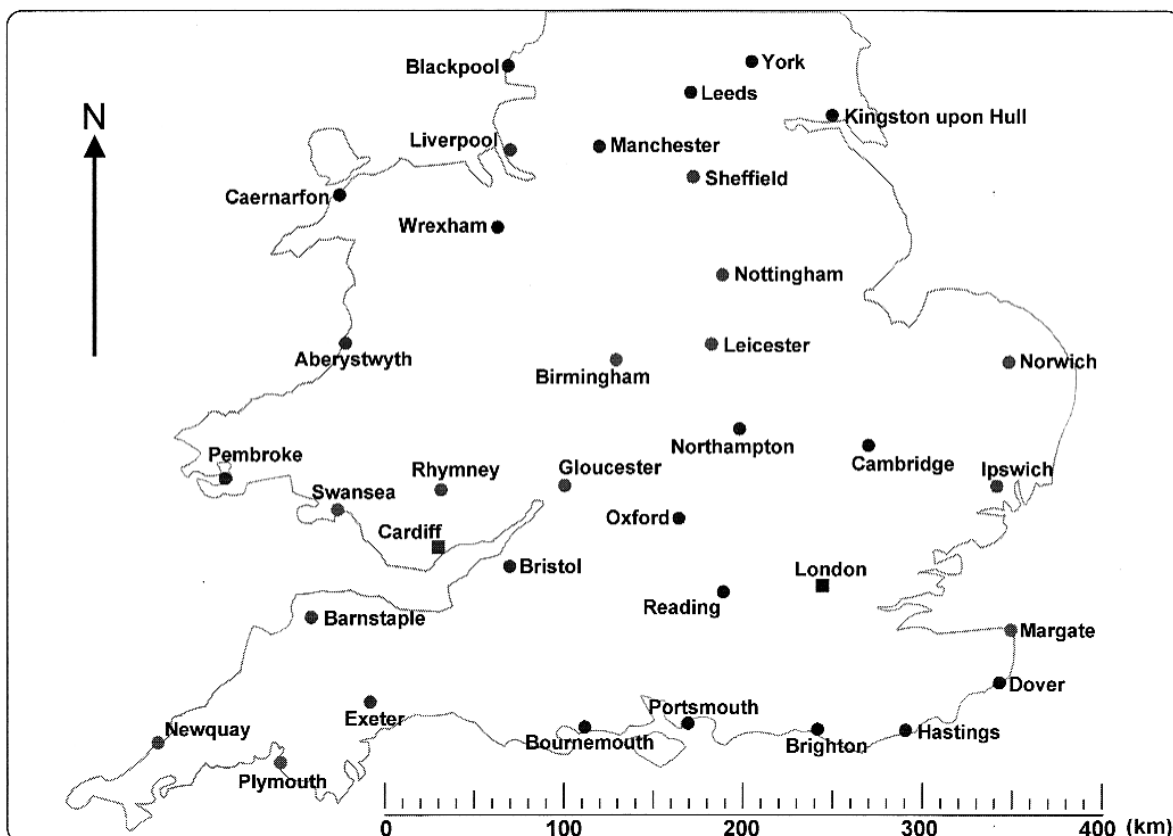 Blackpool
York
Leeds
N
Kingston upon Hull
Liverpool
Manchester
Sheffield
Caernarfon
Wrexham
Nottingham
Leicester
Aberystwyth
Birmingham
Norwich
Northampton
Pembroke
Rhymney
Gloucester
Cambridge
Ipswich
Swansea
Oxford
Cardiff
Bristol
London
Reading
Barnstaple
Margate
Dover
Portsmouth
Exeter
Newquay
Bournemouth
Brighton
Hastings
Plymouth
0 100 200 300 400 (km)